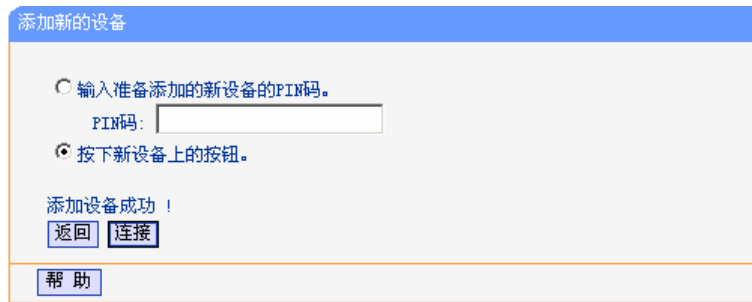 添加新的设备
输入准备添加的新设备的PIN码。
PIN码:
按下新设备上的按钮。
添加设备成功 !
返回 连接
帮 助